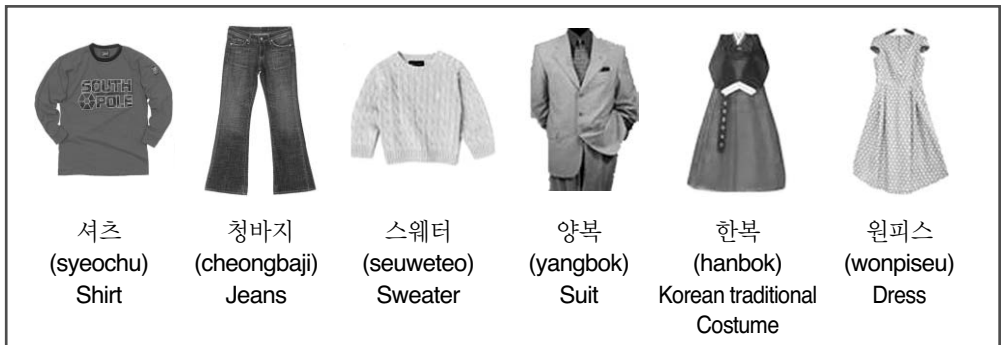 SOUTH
POLE
셔츠
(syeochu)
Shirt
청바지
(cheongbaji)
Jeans
스웨터
(seuweteo)
Sweater
양복
(yangbok)
Suit
한복
(hanbok)
Korean traditional
Costume
원피스
(wonpiseu)
Dress